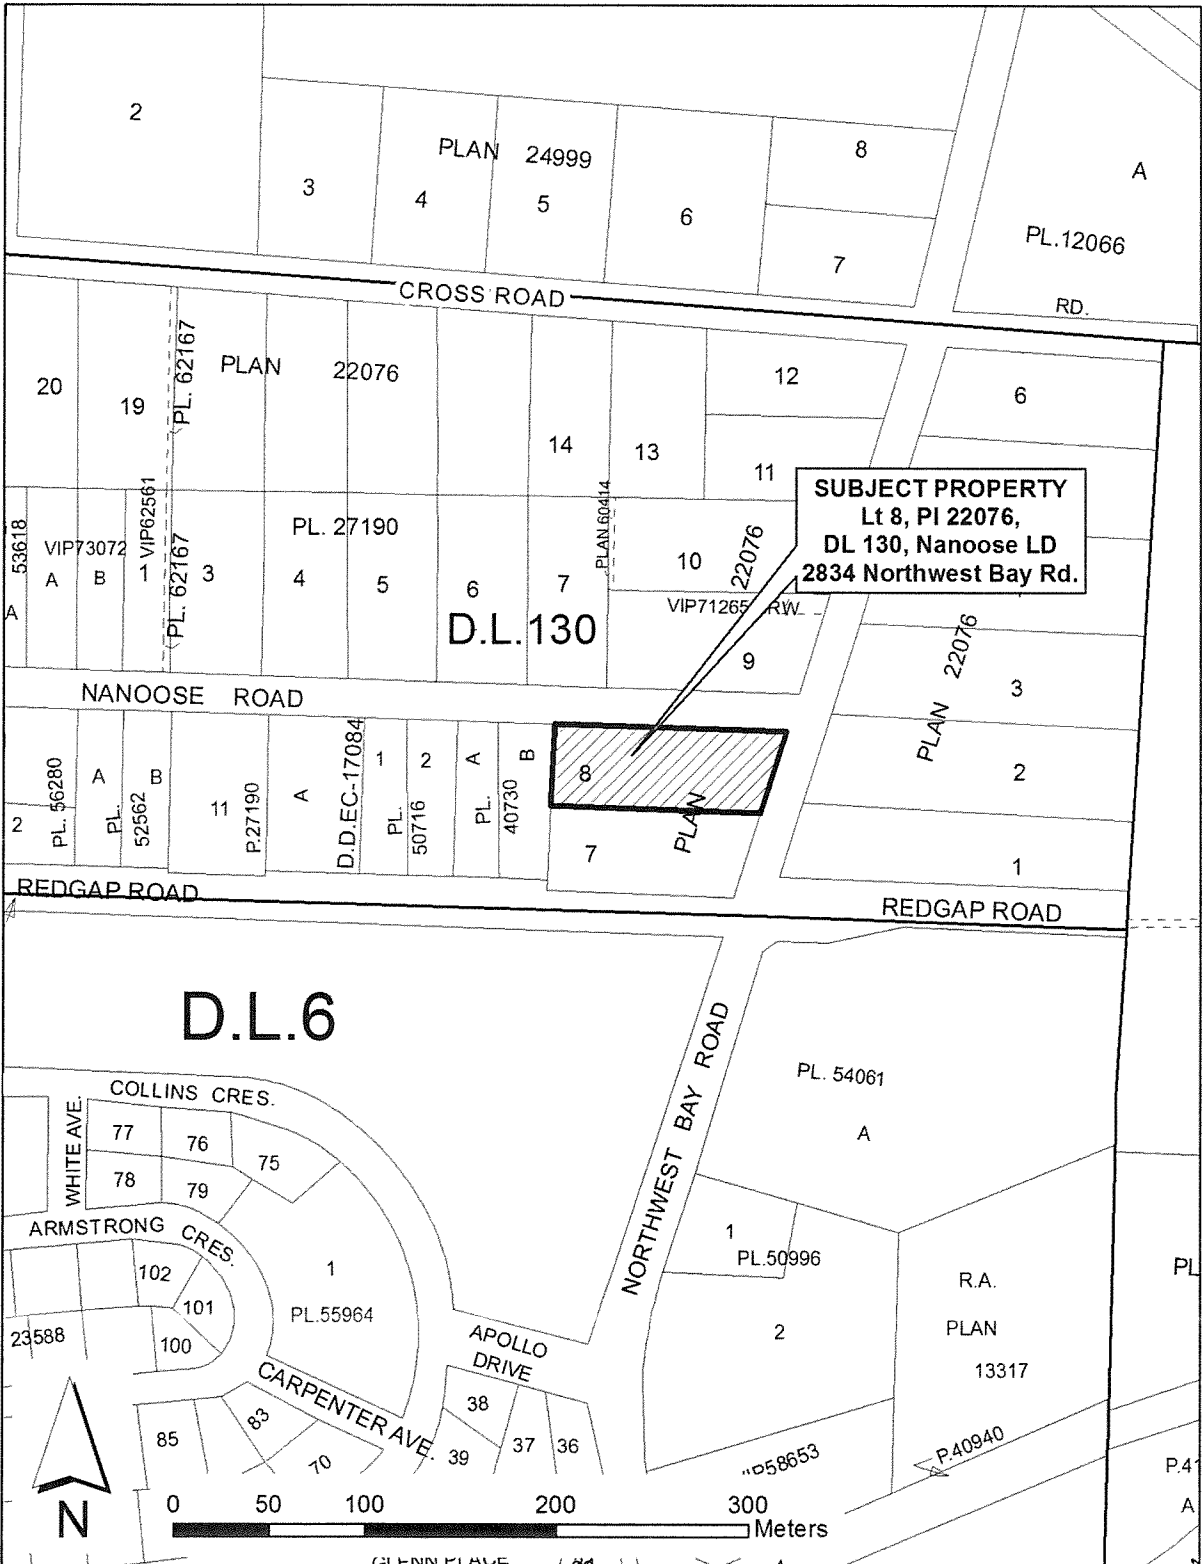 2
PLAN 24999
3
4
5
6
8
7
A
PL.12066
RD.
CROSS ROAD
20
19
PL. 62167
PLAN 22076
14
13
12
11
6
SUBJECT PROPERTY
Lt 8, Pl 22076,
DL 130, Nanoose LD
2834 Northwest Bay Rd.
53618
A
VIP73072
A
B
VIP62561
1
PL. 62167
3
PL. 27190
4
5
6
7
PLAN 60414
10
22076
VIP71265 RW
9
D.L.130
PLAN 22076
3
2
1
NANOOSE ROAD
2
PL. 56280
A
B
PL.
52562
11
P.27190
A
D.D.EC-17084
1
2
PL.
50716
A
B
PL.
40730
8
7
PLAN
REDGAP ROAD
REDGAP ROAD
D.L.6
NORTHWEST BAY ROAD
PL. 54061
A
COLLINS CRES.
WHITE AVE.
77
76
75
78
79
ARMSTRONG CRES.
102
101
100
23588
1
PL.55964
APOLLO
DRIVE
CARPENTER AVE.
1
PL.50996
2
R.A.
PLAN
13317
PL
38
39
37
36
85
83
70
P58653
P.40940
P.41
A
N
0 50 100 200 300
Meters